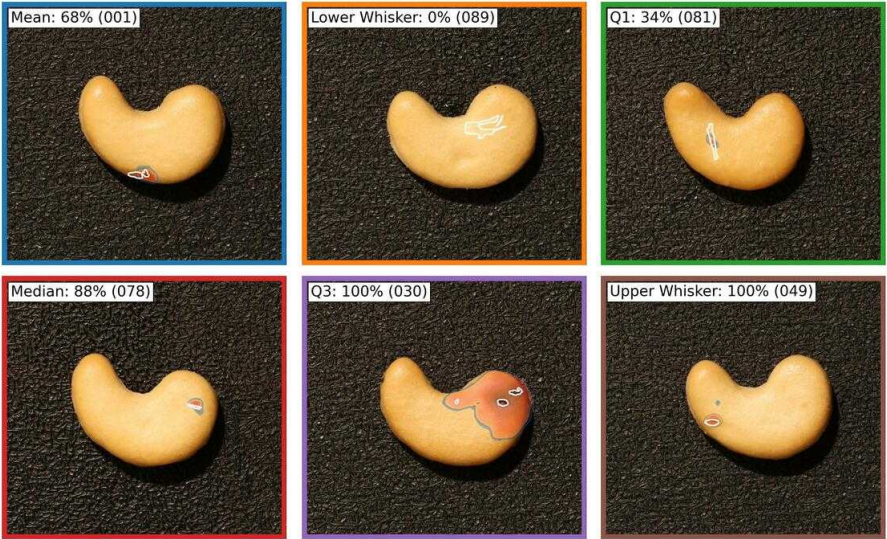 Mean: 68% (001)
Lower Whisker: 0% (089)
Q1: 34% (081)
Median: 88% (078)
Q3: 100% (030)
Upper Whisker: 100% (049)